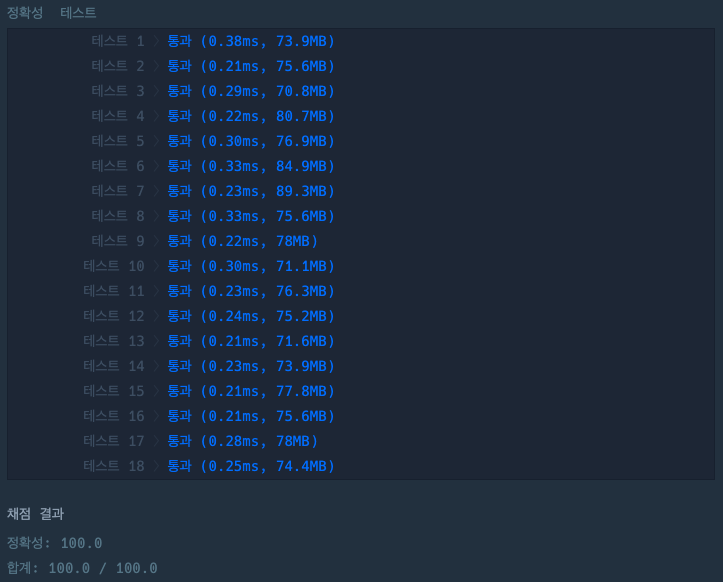 정확성  테스트
테스트 1 〉 통과 (0.38ms, 73.9MB)
테스트 2 〉 통과 (0.21ms, 75.6MB)
테스트 3 〉 통과 (0.29ms, 70.8MB)
테스트 4 〉 통과 (0.22ms, 80.7MB)
테스트 5 〉 통과 (0.30ms, 76.9MB)
테스트 6 〉 통과 (0.33ms, 84.9MB)
테스트 7 〉 통과 (0.23ms, 89.3MB)
테스트 8 〉 통과 (0.33ms, 75.6MB)
테스트 9 〉 통과 (0.22ms, 78MB)
테스트 10 〉 통과 (0.30ms, 71.1MB)
테스트 11 〉 통과 (0.23ms, 76.3MB)
테스트 12 〉 통과 (0.24ms, 75.2MB)
테스트 13 〉 통과 (0.21ms, 71.6MB)
테스트 14 〉 통과 (0.23ms, 73.9MB)
테스트 15 〉 통과 (0.21ms, 77.8MB)
테스트 16 〉 통과 (0.21ms, 75.6MB)
테스트 17 〉 통과 (0.28ms, 78MB)
테스트 18 〉 통과 (0.25ms, 74.4MB)
채점 결과
정확성: 100.0
합계: 100.0 / 100.0